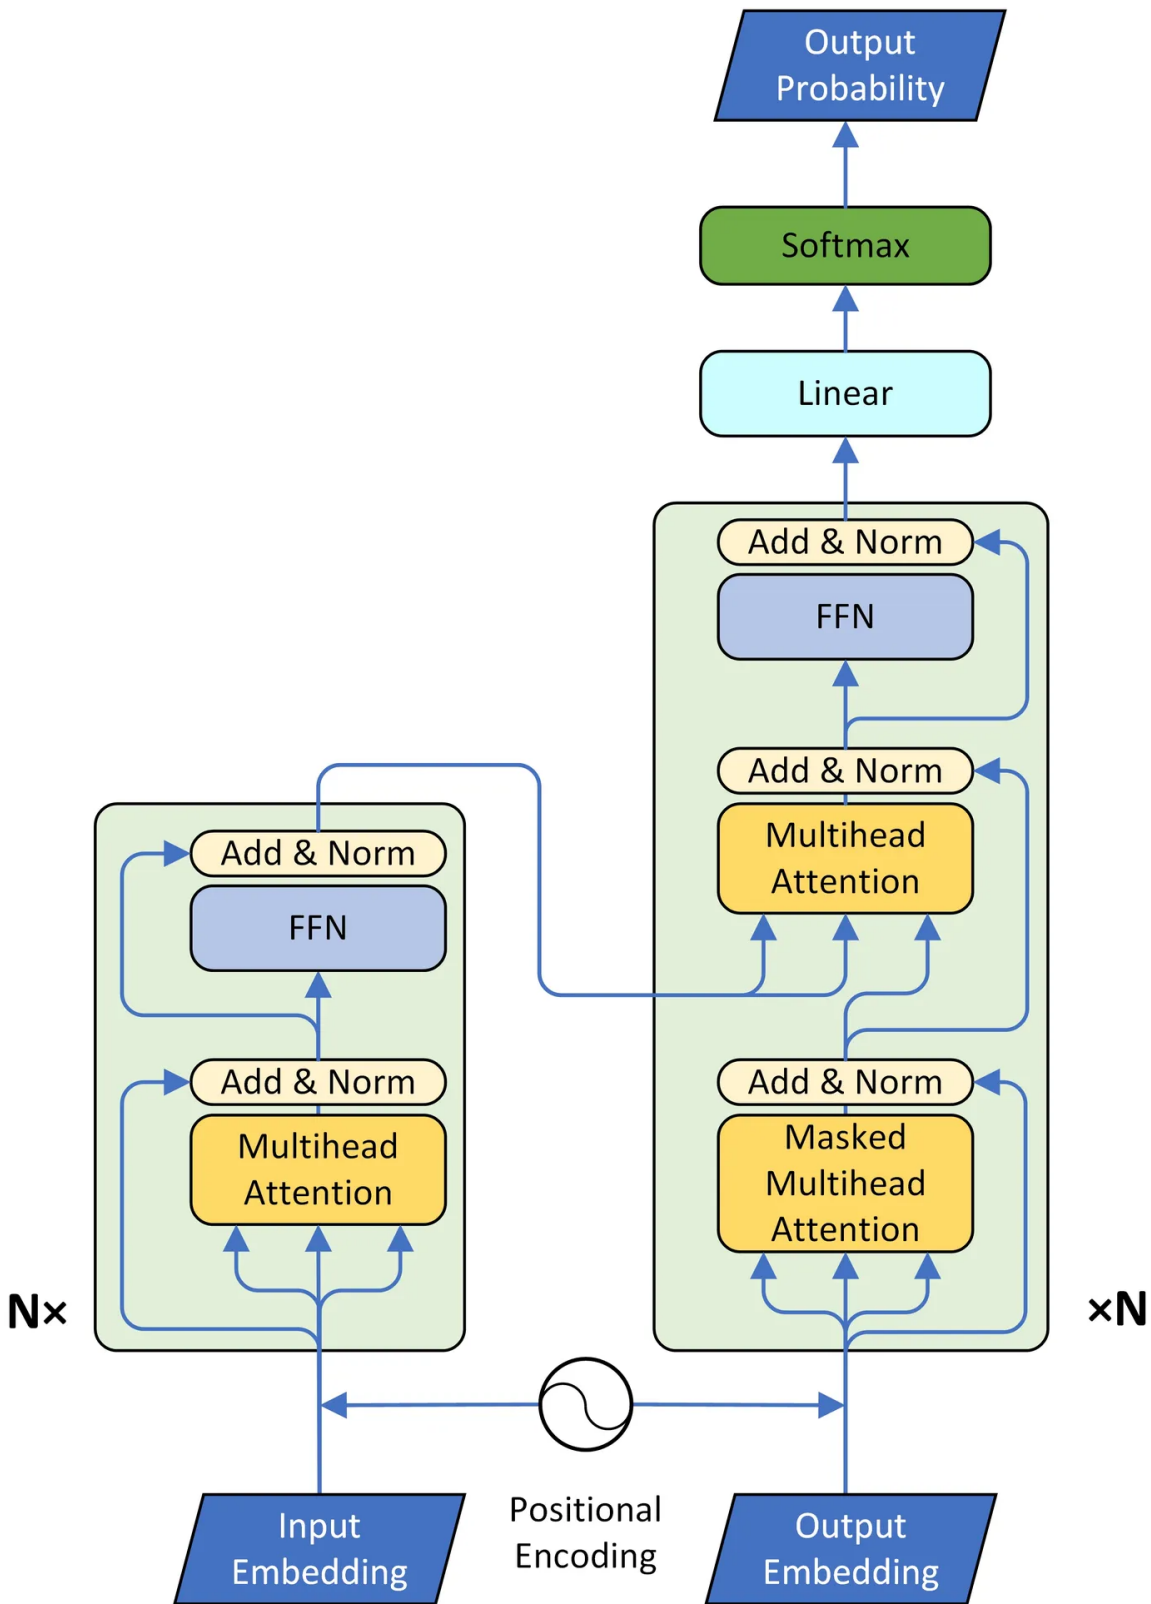 Output
Probability
Softmax
Linear
Add & Norm
FFN
Add & Norm
Multihead
Attention
Add & Norm
Masked
Multihead
Attention
×N
Add & Norm
FFN
Add & Norm
Multihead
Attention
N×
Input
Embedding
Positional
Encoding
Output
Embedding